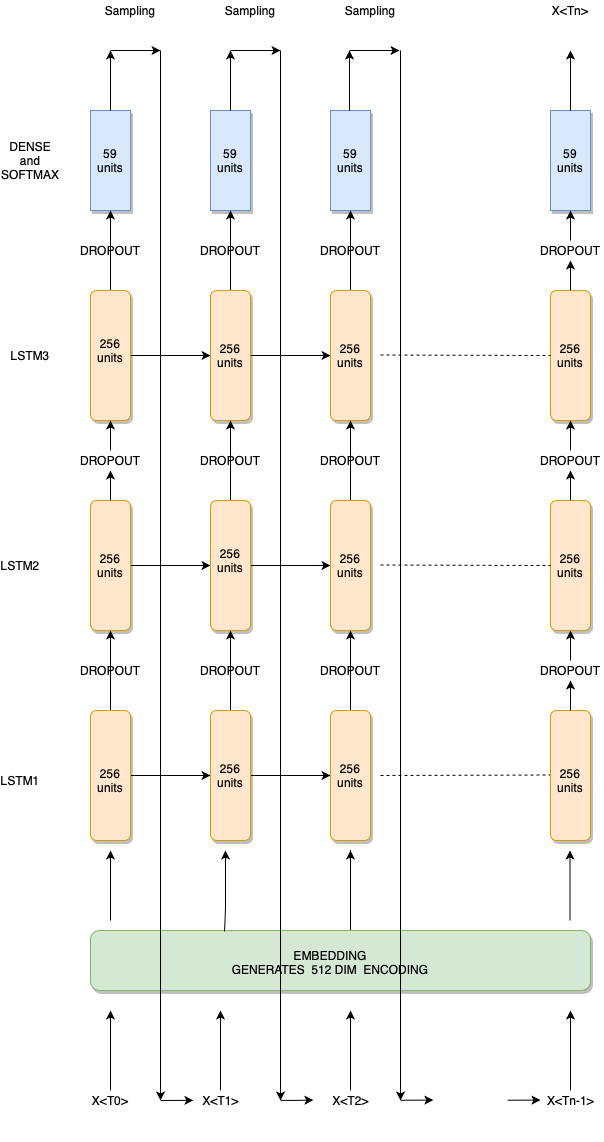 Sampling
Sampling
Sampling
X<Tn>
DENSE
and
SOFTMAX
59
units
59
units
59
units
59
units
DROPOUT
DROPOUT
DROPOUT
DROPOUT
LSTM3
256
units
256
units
256
units
256
units
DROPOUT
DROPOUT
DROPOUT
DROPOUT
LSTM2
256
units
256
units
256
units
256
units
DROPOUT
DROPOUT
DROPOUT
DROPOUT
LSTM1
256
units
256
units
256
units
256
units
EMBEDDING
GENERATES 512 DIM ENCODING
X<T0>
X<T1>
X<T2>
X<Tn-1>